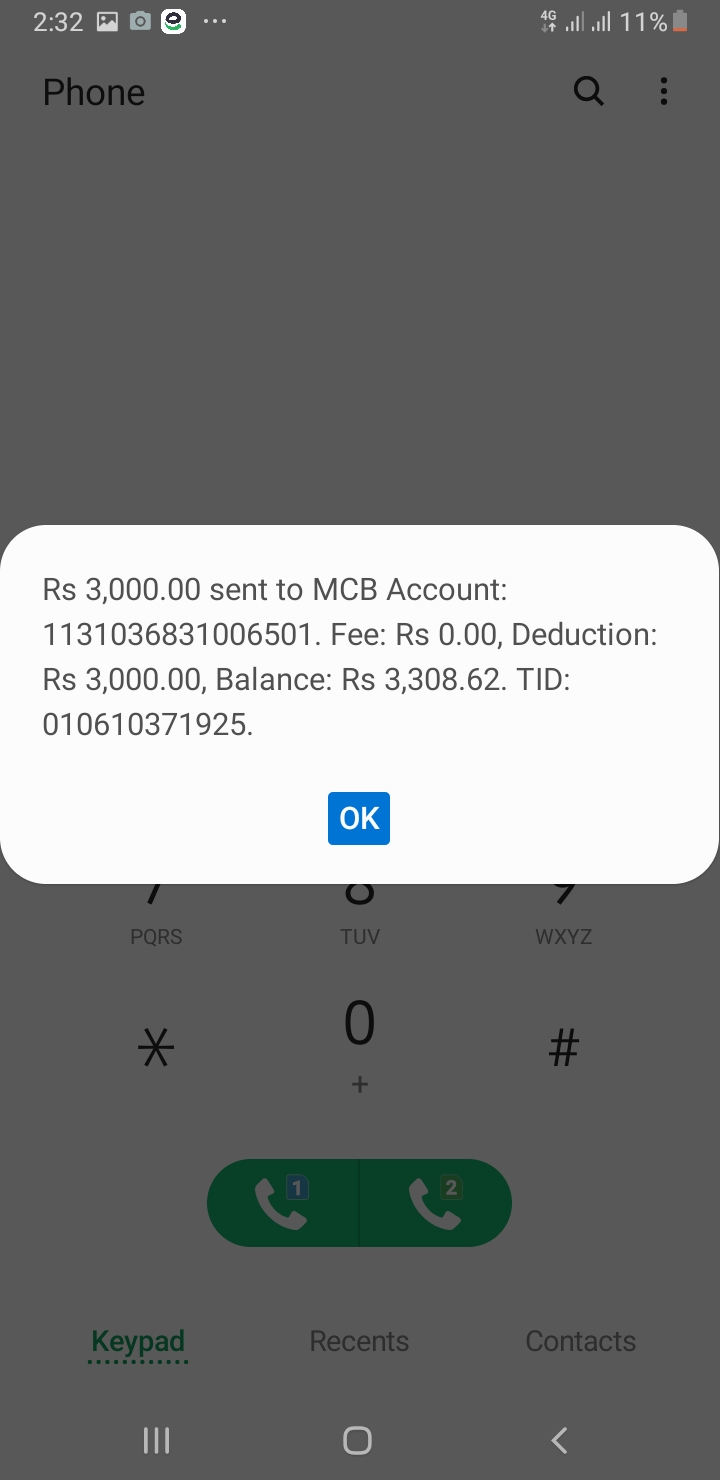 2:32 4G 11%
Phone
Rs 3,000.00 sent to MCB Account:
1131036831006501. Fee: Rs 0.00, Deduction:
Rs 3,000.00, Balance: Rs 3,308.62. TID:
010610371925.
OK
7 8 9
PQRS TUV WXYZ
* 0 #
+
1 2
Keypad Recents Contacts